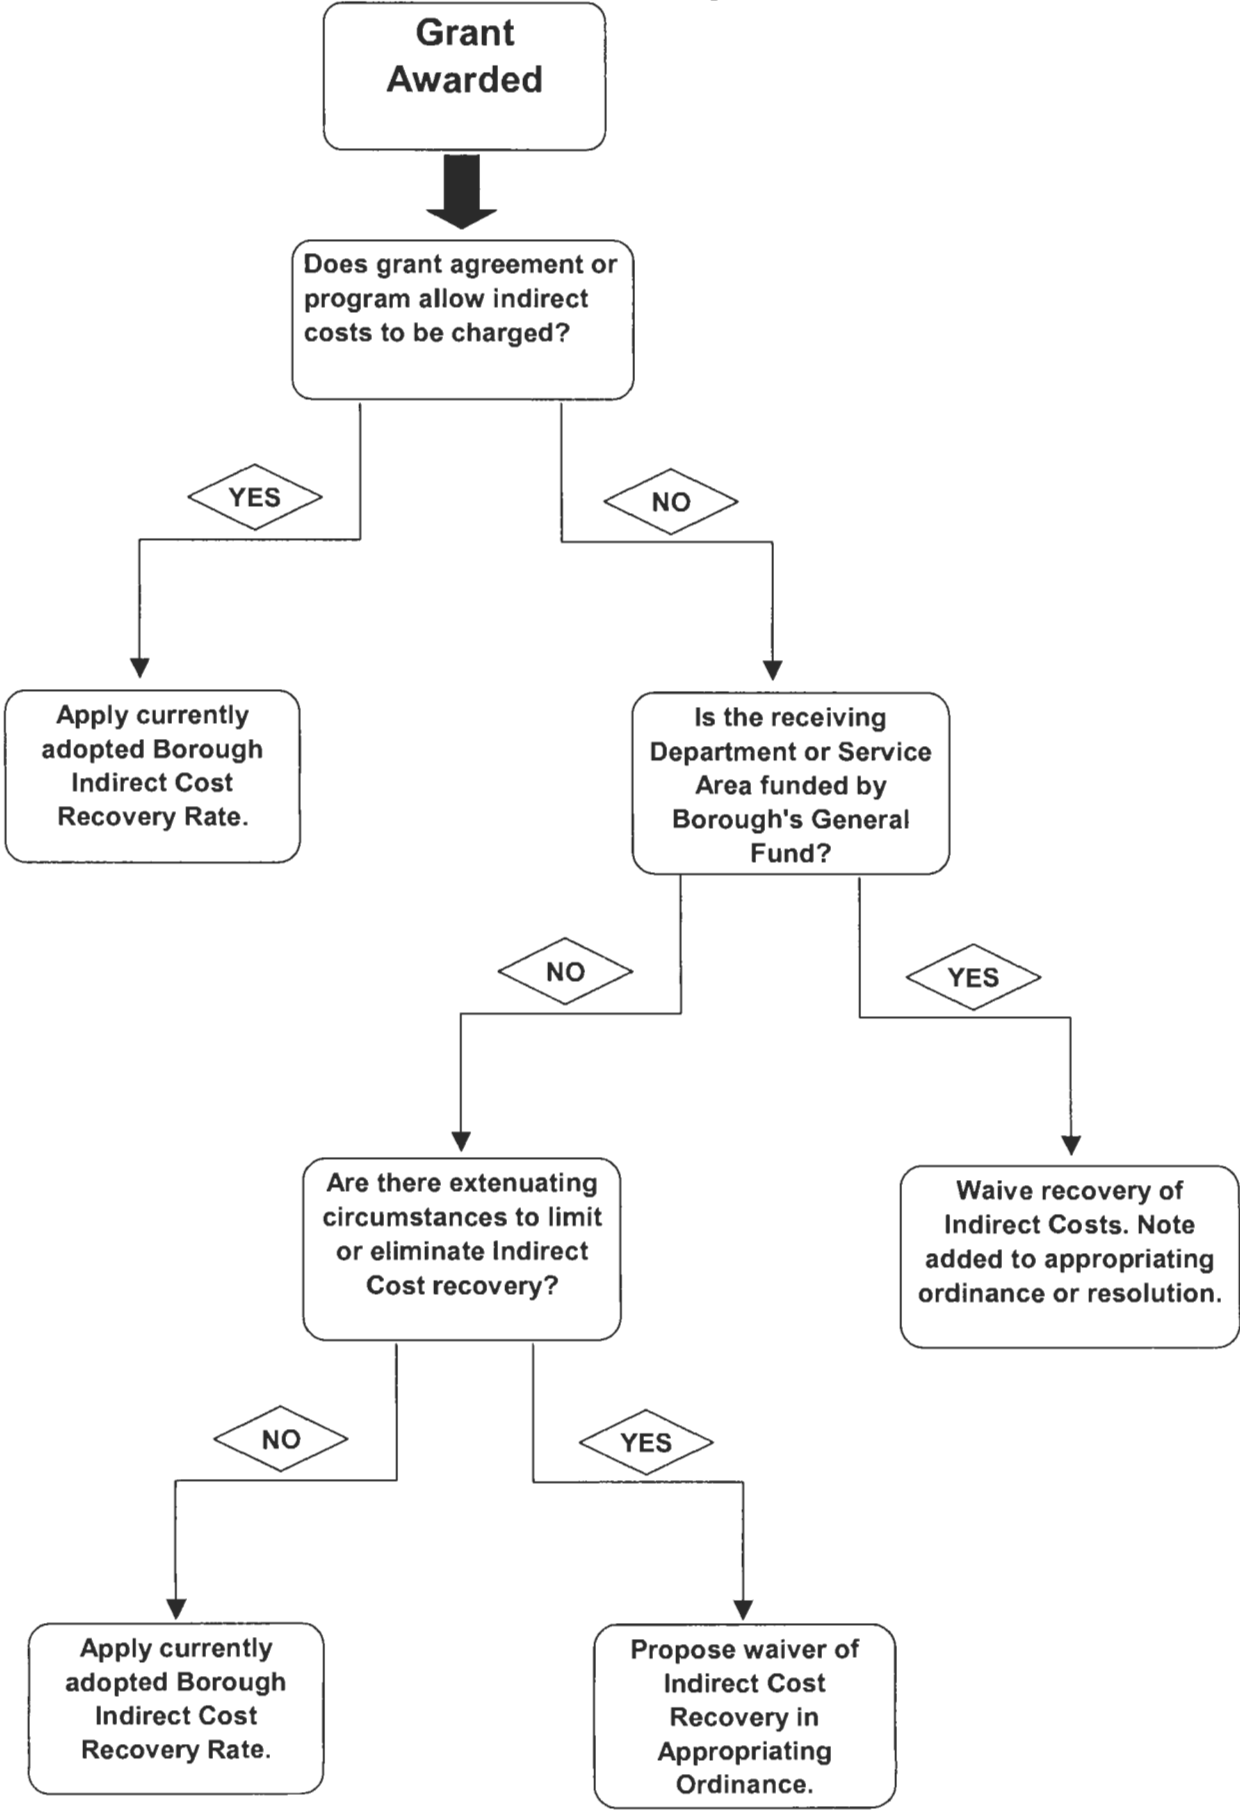 Grant
Awarded
Does grant agreement or
program allow indirect
costs to be charged?
YES
NO
Apply currently
adopted Borough
Indirect Cost
Recovery Rate.
Is the receiving
Department or Service
Area funded by
Borough's General
Fund?
NO
YES
Are there extenuating
circumstances to limit
or eliminate Indirect
Cost recovery?
Waive recovery of
Indirect Costs. Note
added to appropriating
ordinance or resolution.
NO
YES
Apply currently
adopted Borough
Indirect Cost
Recovery Rate.
Propose waiver of
Indirect Cost
Recovery in
Appropriating
Ordinance.